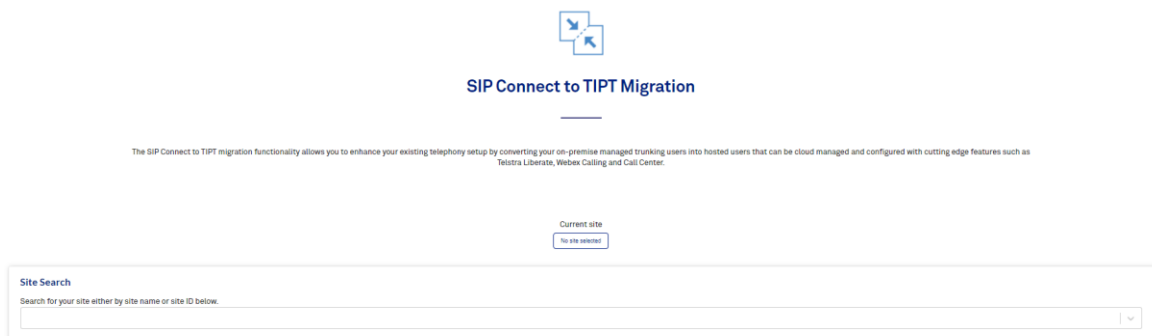 SIP Connect to TIPT Migration
The SIP Connect to TIPT migration functionality allows you to enhance your existing telephony setup by converting your on-premise managed trunking users into hosted users that can be cloud managed and configured with cutting edge features such as
Telstra Liberate, Webex Calling and Call Center.
Current site
No site selected
Site Search
Search for your site either by site name or site ID below.